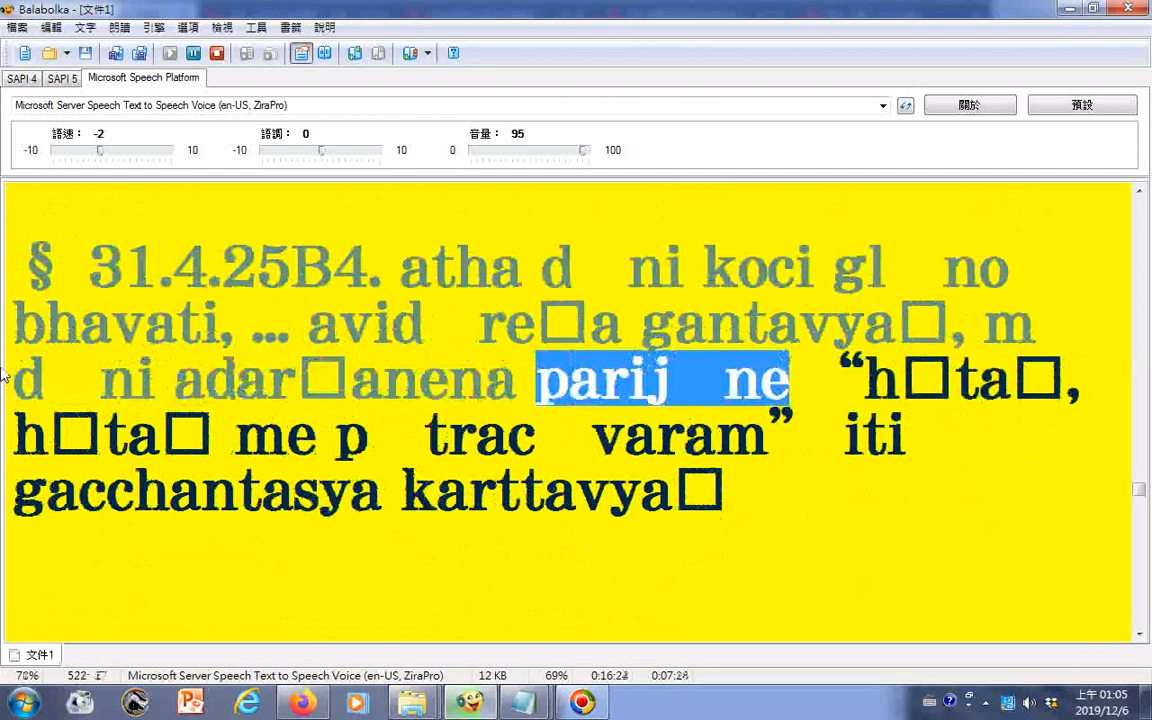 Balabolka - [文件1]
檔案 編輯 文字 朗讀 引擎 選項 檢視 工具 書籤 說明
SAPI 4 SAPI 5 Microsoft Speech Platform
Microsoft Server Speech Text to Speech Voice (en-US, ZiraPro) 關於 預設
語速： -2 語調： 0 音量： 95
-10 10 -10 10 0 100
§ 31.4.25B4. atha d ni koci gl no
bhavati, ... avid re□a gantavya□, m
d ni adar□anena parij ne “h□ta□,
h□ta□ me p trac varam” iti
gacchantasya karttavya□
文件1
Microsoft Server Speech Text to Speech Voice (en-US, ZiraPro) 12 KB 69%
上午 01:05
2019/12/6